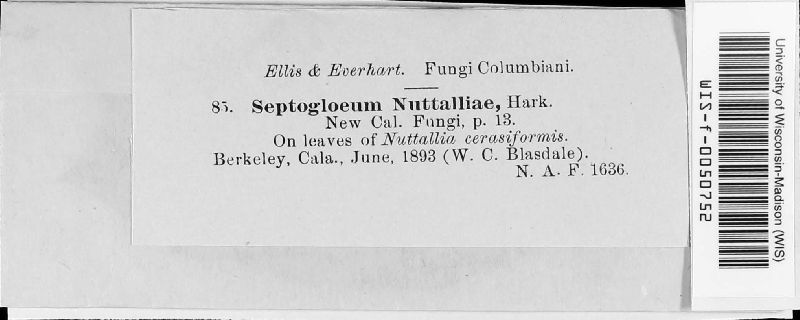 Ellis & Everhart. Fungi Columbiani.
85. Septogloeum Nuttalliae, Hark.
New Cal. Fungi, p. 13.
On leaves of Nuttallia cerasiformis.
Berkeley, Cala., June, 1893 (W. C. Blasdale).
N. A. F. 1636.
University of Wisconsin-Madison (WIS)
WIS-f-0050752